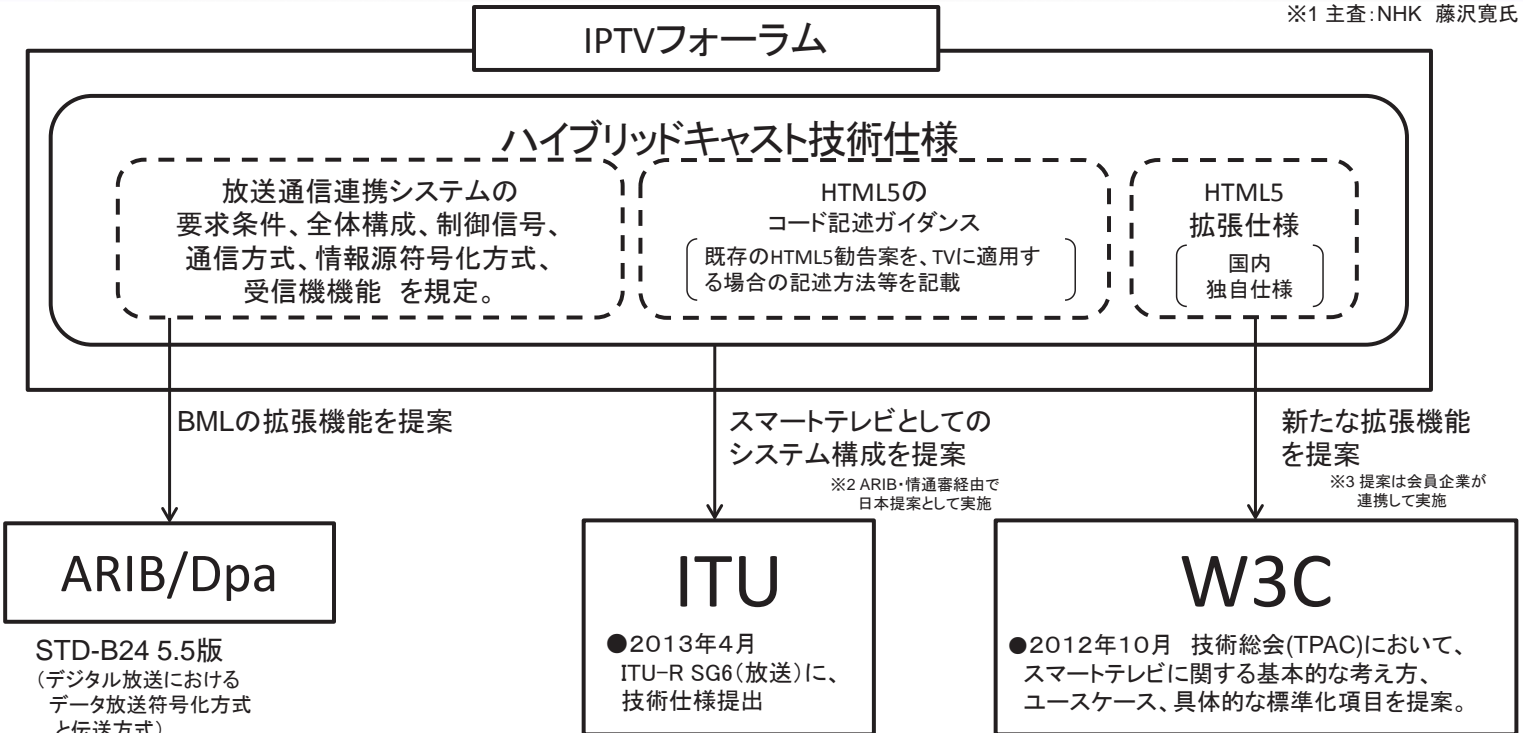 ※1 主査:NHK 藤沢寛氏
IPTVフォーラム
ハイブリッドキャスト技術仕様
放送通信連携システムの
要求条件、全体構成、制御信号、
通信方式、情報源符号化方式、
受信機機能 を規定。
HTML5の
コード記述ガイダンス
既存のHTML5勧告案を、TVに適用す
る場合の記述方法等を記載
HTML5
拡張仕様
国内
独自仕様
BMLの拡張機能を提案
スマートテレビとしての
システム構成を提案
※2 ARIB・情通審経由で
日本提案として実施
新たな拡張機能
を提案
※3 提案は会員企業が
連携して実施
ARIB/Dpa
STD-B24 5.5版
(デジタル放送における
データ放送符号化方式
と伝送方式)
ITU
●2013年4月
ITU-R SG6(放送)に、
技術仕様提出
W3C
●2012年10月 技術総会(TPAC)において、
スマートテレビに関する基本的な考え方、
ユースケース、具体的な標準化項目を提案。